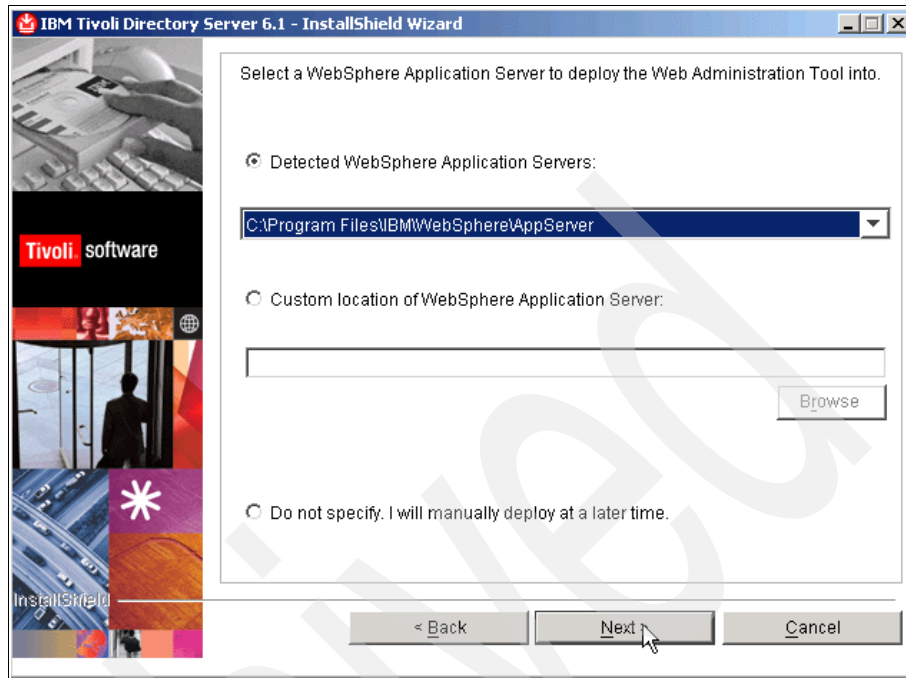 IBM Tivoli Directory Server 6.1 - InstallShield Wizard
Select a WebSphere Application Server to deploy the Web Administration Tool into.
Detected WebSphere Application Servers:
C:\Program Files\IBM\WebSphere\AppServer
Tivoli. software
Custom location of WebSphere Application Server:
Browse
Do not specify. I will manually deploy at a later time.
InstallShield
< Back
Next >
Cancel